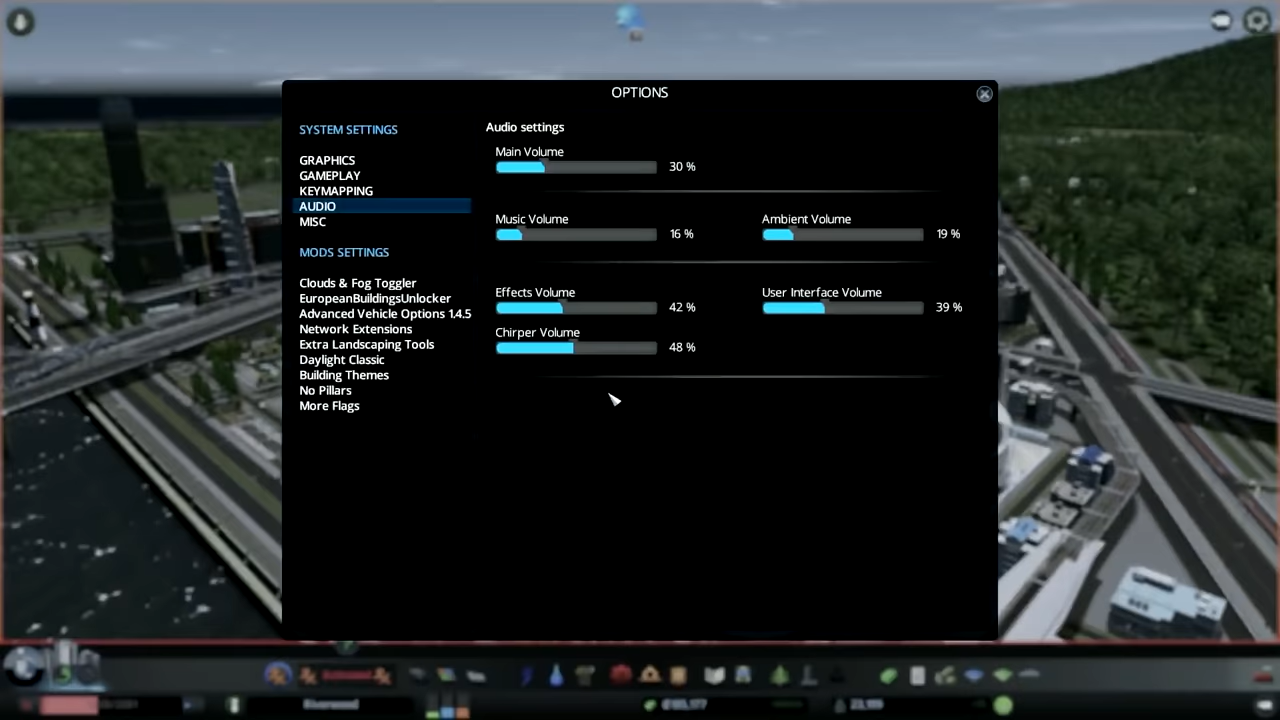 OPTIONS
SYSTEM SETTINGS
GRAPHICS
GAMEPLAY
KEYMAPPING
AUDIO
MISC
MODS SETTINGS
Clouds & Fog Toggler
EuropeanBuildingsUnlocker
Advanced Vehicle Options 1.4.5
Network Extensions
Extra Landscaping Tools
Daylight Classic
Building Themes
No Pillars
More Flags
Audio settings
Main Volume
30 %
Music Volume
16 %
Ambient Volume
19 %
Effects Volume
42 %
User Interface Volume
39 %
Chirper Volume
48 %